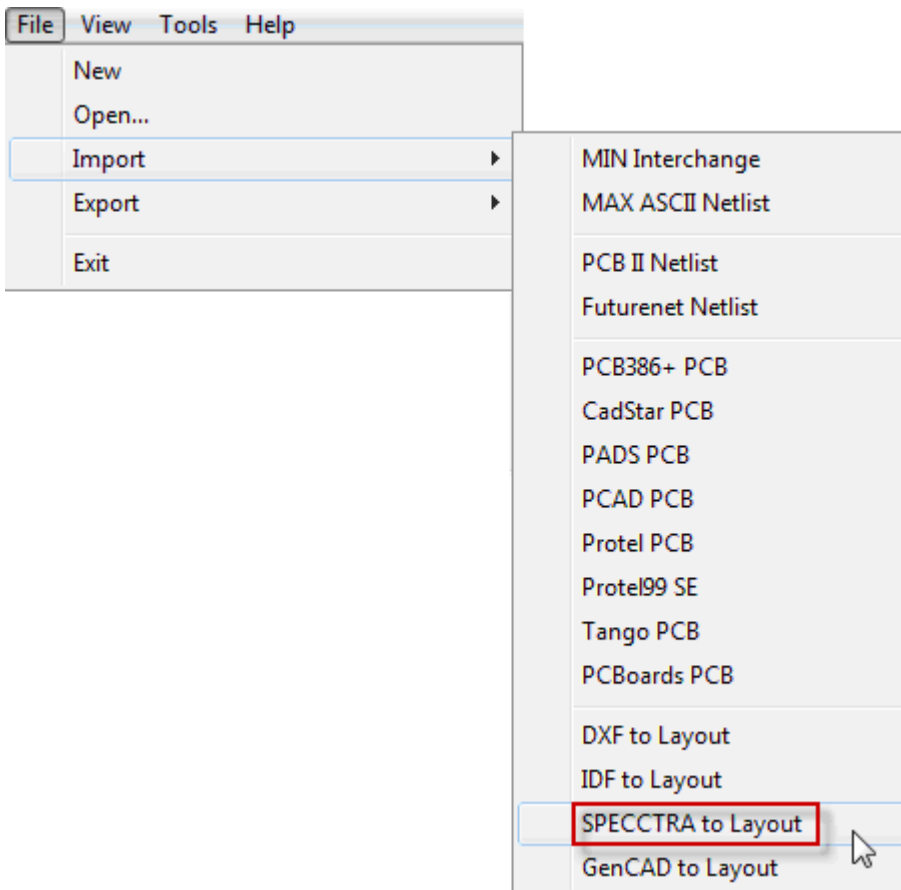 File View Tools Help
New
Open...
Import
Export
Exit
MIN Interchange
MAX ASCII Netlist
PCB II Netlist
Futurenet Netlist
PCB386+ PCB
CadStar PCB
PADS PCB
PCAD PCB
Protel PCB
Protel99 SE
Tango PCB
PCBoards PCB
DXF to Layout
IDF to Layout
SPECCTRA to Layout
GenCAD to Layout